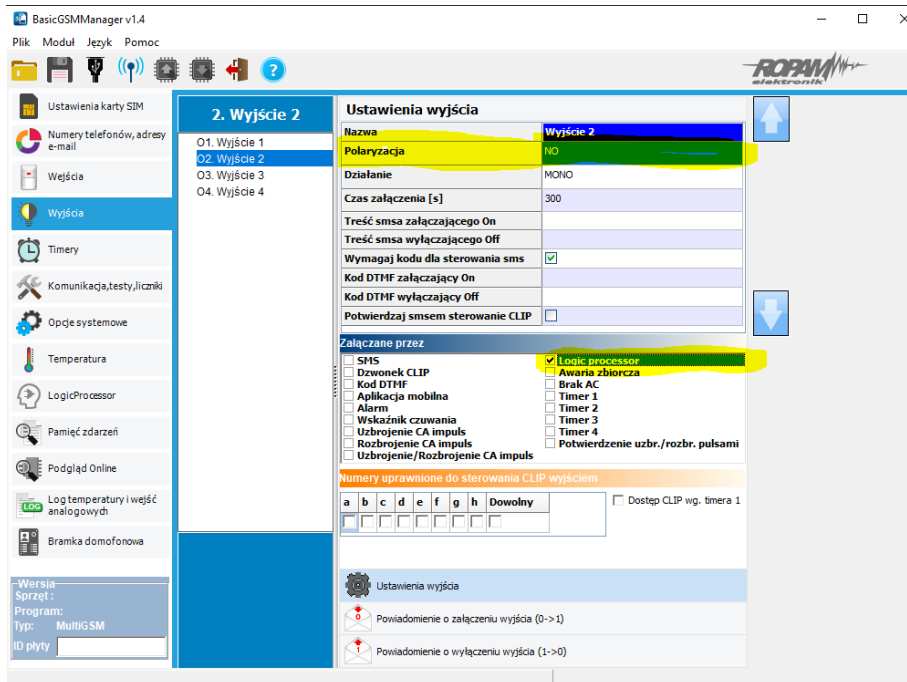 BasicGSMManager v1.4
Plik Moduł Język Pomoc
ROPAM
elektronik
Ustawienia karty SIM
Numery telefonów, adresy
e-mail
Wejścia
Wyjścia
Timery
Komunikacja,testy,liczniki
Opcje systemowe
Temperatura
LogicProcessor
Pamięć zdarzeń
Podgląd Online
LOG
Log temperatury i wejść
analogowych
Bramka domofonowa
Wersja
Sprzęt :
Program:
Typ: MultiGSM
ID płyty
2. Wyjście 2
O1. Wyjście 1
O2. Wyjście 2
O3. Wyjście 3
O4. Wyjście 4
Ustawienia wyjścia
Nazwa Wyjście 2
Polaryzacja NO
Działanie MONO
Czas załączenia [s] 300
Treść smsa załączającego On
Treść smsa wyłączającego Off
Wymagaj kodu dla sterowania sms
Kod DTMF załączający On
Kod DTMF wyłączający Off
Potwierdzaj smsem sterowanie CLIP
Załączane przez
SMS
Dzwonek CLIP
Kod DTMF
Aplikacja mobilna
Alarm
Wskaźnik czuwania
Uzbrojenie CA impuls
Rozbrojenie CA impuls
Uzbrojenie/Rozbrojenie CA impuls
Logic processor
Awaria zbiorcza
Brak AC
Timer 1
Timer 2
Timer 3
Timer 4
Potwierdzenie uzbr./rozbr. pulsami
Numery uprawnione do sterowania CLIP wyjściem
a b c d e f g h Dowolny
Dostęp CLIP wg. timera 1
Ustawienia wyjścia
0
Powiadomienie o załączeniu wyjścia (0->1)
1
Powiadomienie o wyłączeniu wyjścia (1->0)